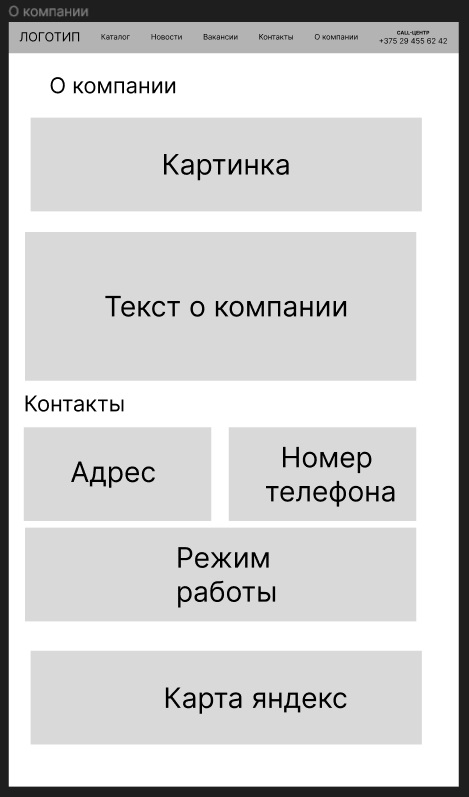 О компании
ЛОГОТИП Каталог Новости Вакансии Контакты О компании CALL-ЦЕНТР
+375 29 455 62 42
О компании
Картинка
Текст о компании
Контакты
Адрес
Номер
телефона
Режим
работы
Карта яндекс